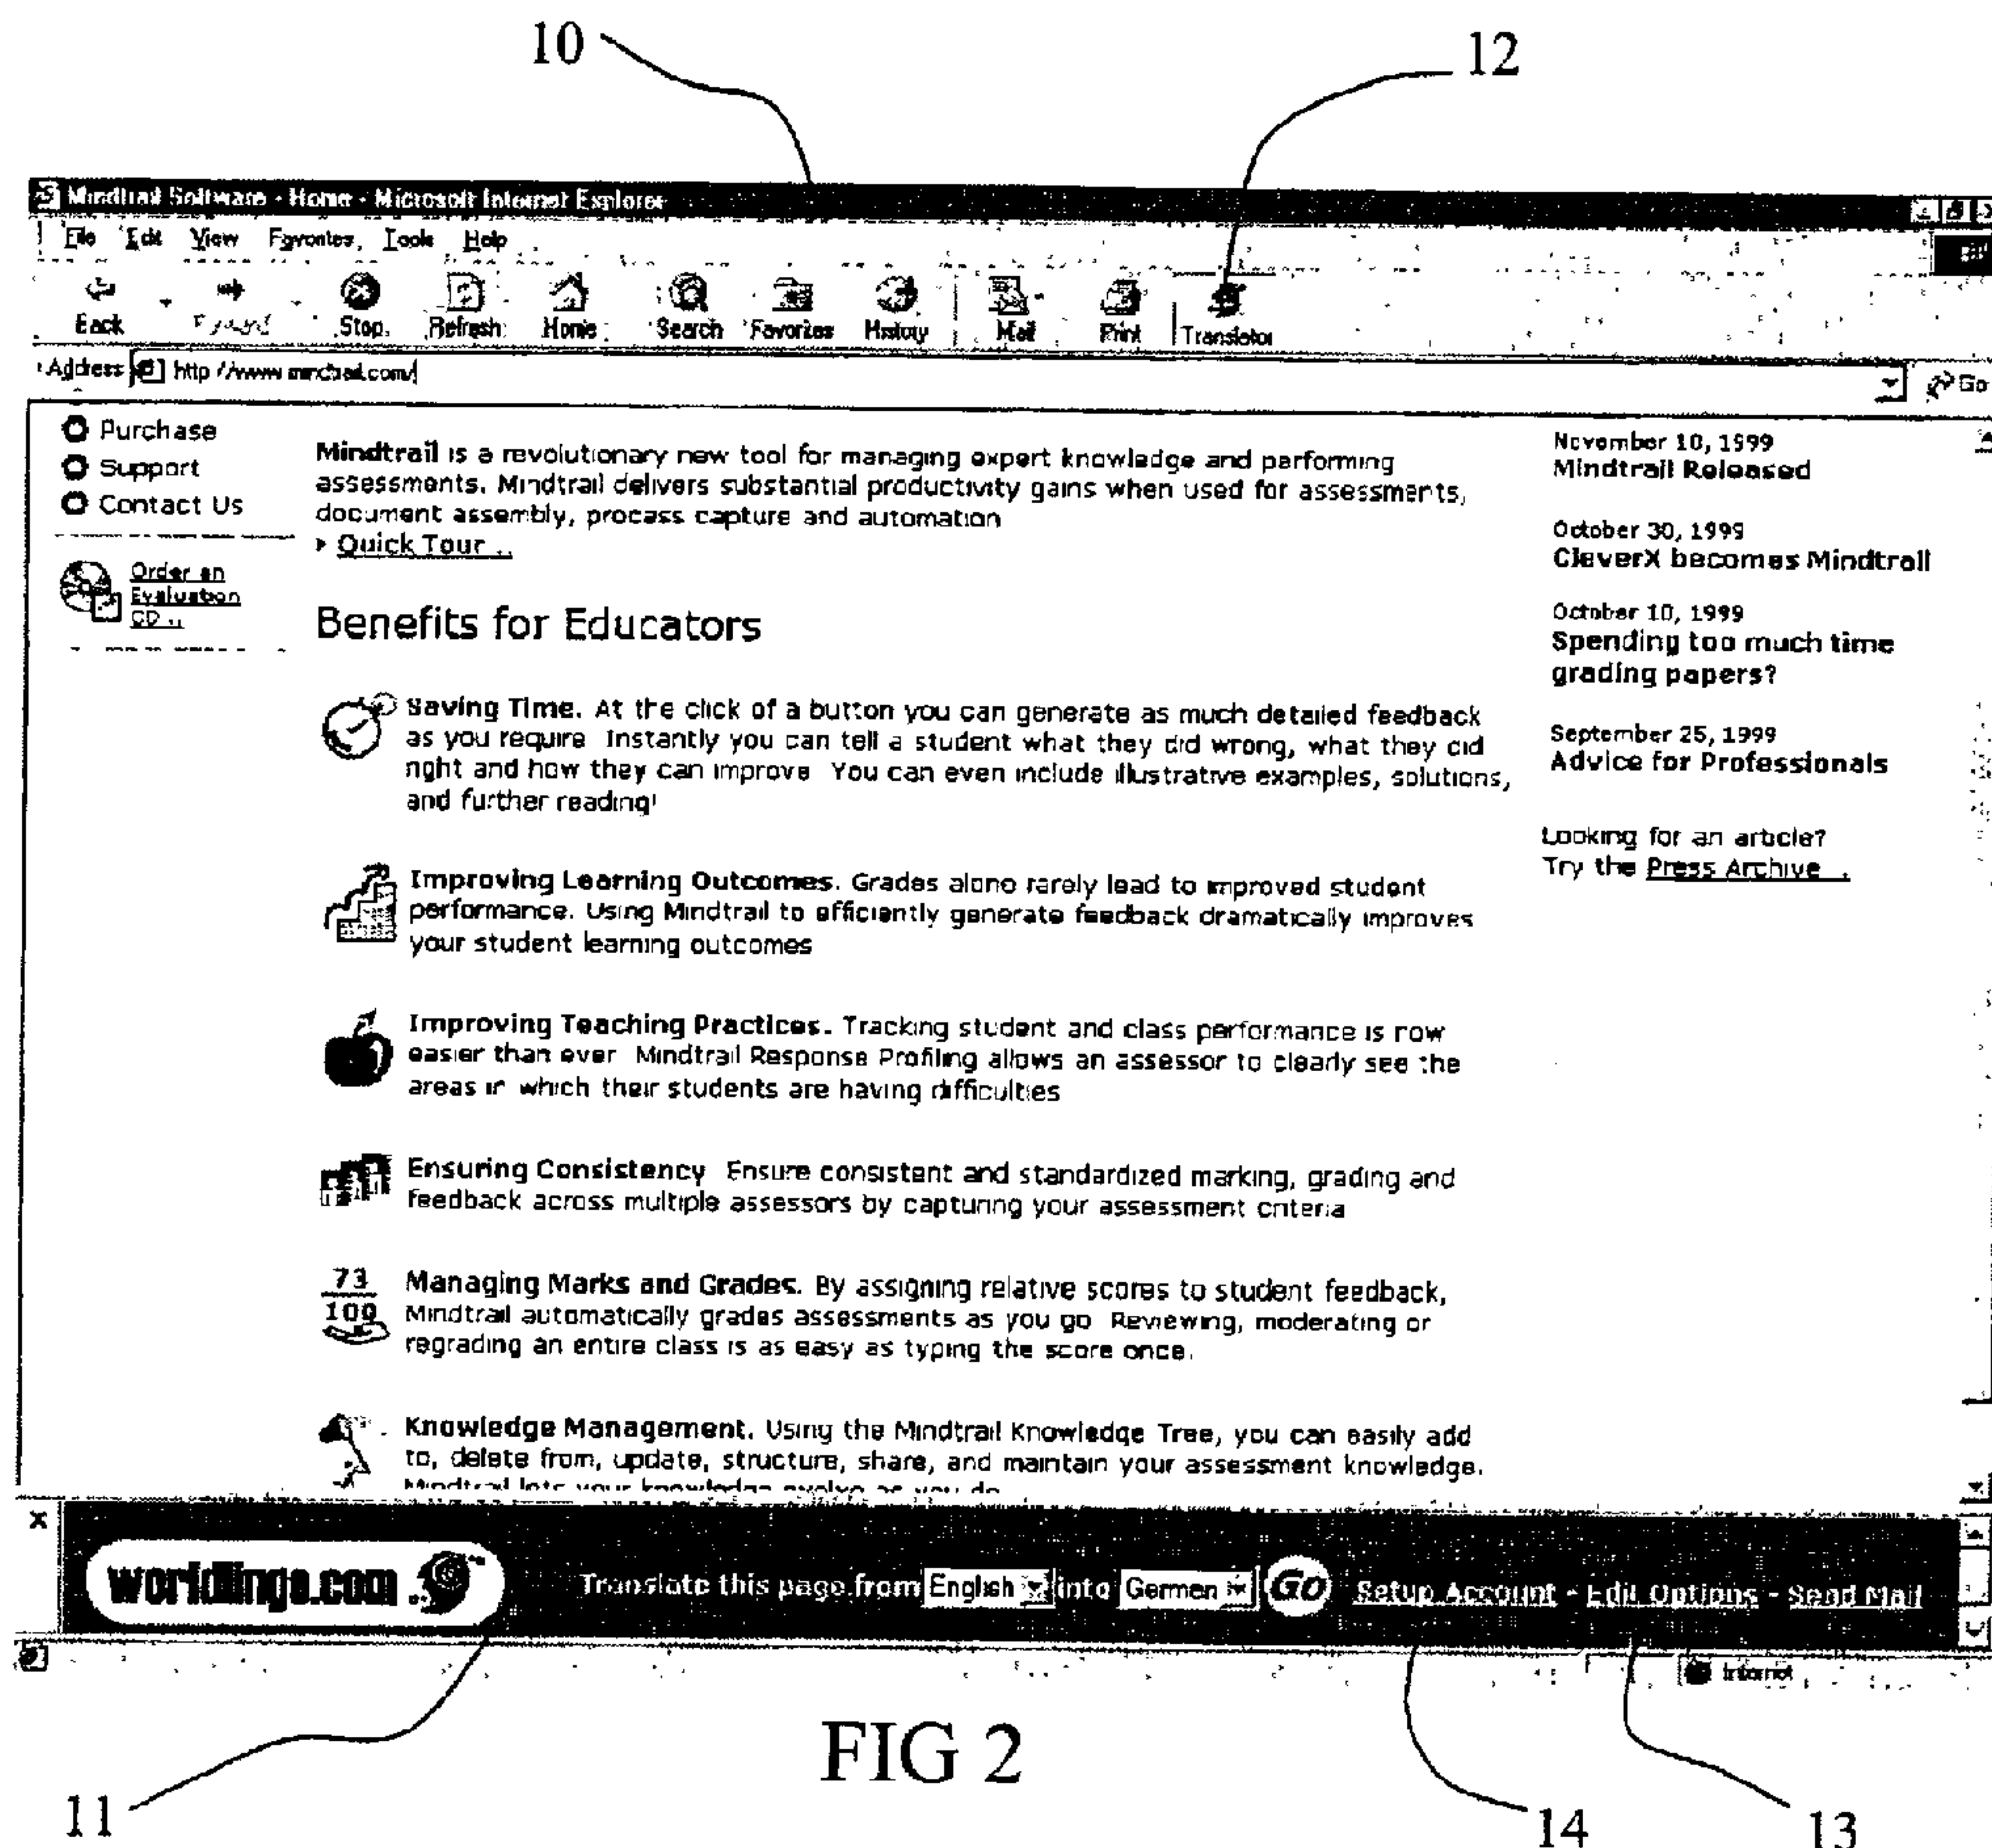 10
12
Mindtrail Software - Home - Microsoft Internet Explorer
File Edit View Favorites Tools Help
Back Forward Stop Refresh Home Search Favorites History Mail Print Translator
Address http://www.mindtrail.com/ Go
Purchase
Support
Contact Us
Order an
Evaluation
CD ..
Mindtrail is a revolutionary new tool for managing expert knowledge and performing
assessments. Mindtrail delivers substantial productivity gains when used for assessments,
document assembly, process capture and automation
Quick Tour ..
Benefits for Educators
Saving Time. At the click of a button you can generate as much detailed feedback
as you require Instantly you can tell a student what they did wrong, what they did
right and how they can improve You can even include illustrative examples, solutions,
and further reading!
Improving Learning Outcomes. Grades alone rarely lead to improved student
performance. Using Mindtrail to efficiently generate feedback dramatically improves
your student learning outcomes
Improving Teaching Practices. Tracking student and class performance is now
easier than ever Mindtrail Response Profiling allows an assessor to clearly see the
areas in which their students are having difficulties
Ensuring Consistency Ensure consistent and standardized marking, grading and
feedback across multiple assessors by capturing your assessment criteria
73
100
Managing Marks and Grades. By assigning relative scores to student feedback,
Mindtrail automatically grades assessments as you go Reviewing, moderating or
regrading an entire class is as easy as typing the score once.
Knowledge Management. Using the Mindtrail Knowledge Tree, you can easily add
to, delete from, update, structure, share, and maintain your assessment knowledge.
Mindtrail lets your knowledge evolve as you do
November 10, 1999
Mindtrail Released
October 30, 1999
CleverX becomes Mindtrail
October 10, 1999
Spending too much time
grading papers?
September 25, 1999
Advice for Professionals
Looking for an article?
Try the Press Archive ..
worldlingo.com Translate this page from English into German Go Setup Account - Edit Options - Send Mail
Internet
FIG 2
11
14
13